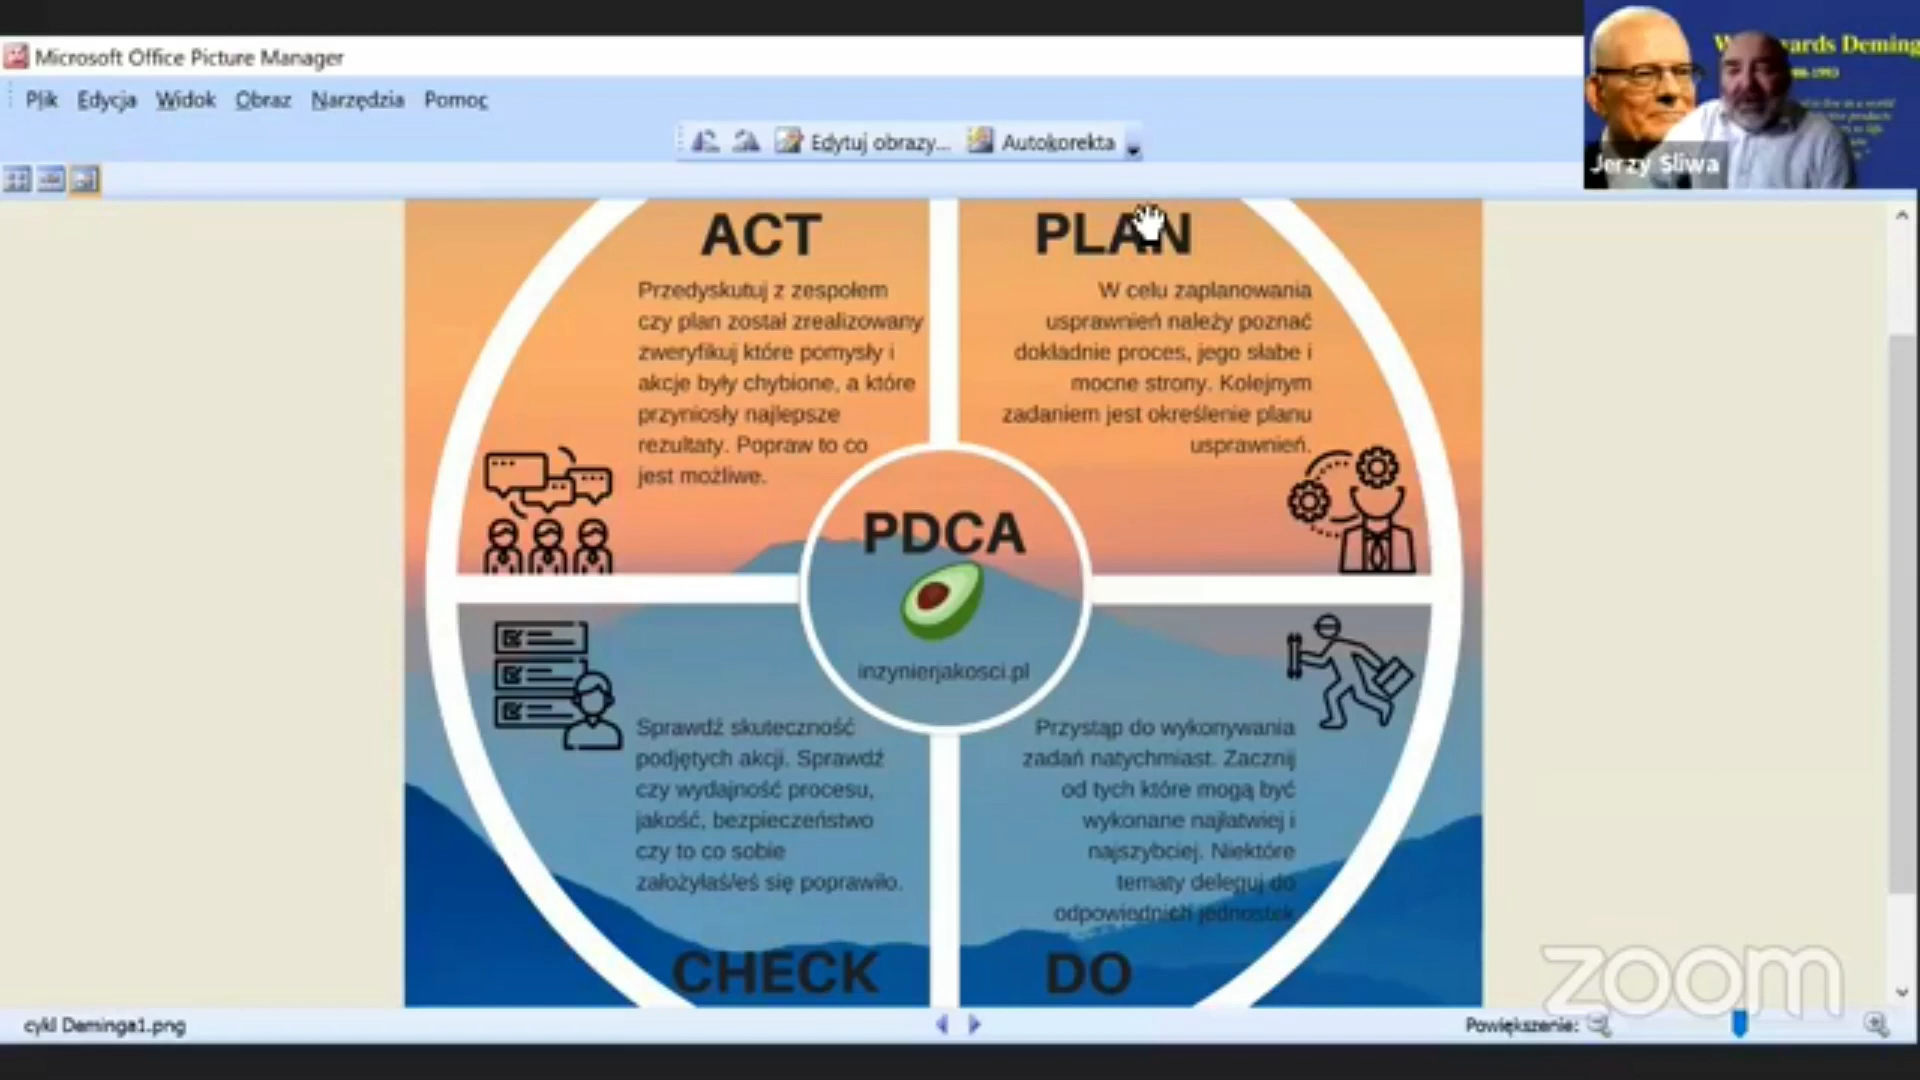 Microsoft Office Picture Manager
Plik Edycja Widok Obraz Narzędzia Pomoc
Edytuj obrazy... Autokorekta
Jerzy Sliwa
ACT
Przedyskutuj z zespołem
czy plan został zrealizowany
zweryfikuj które pomysły i
akcje były chybione, a które
przyniosły najlepsze
rezultaty. Popraw to co
jest możliwe.
PLAN
W celu zaplanowania
usprawnień należy poznać
dokładnie proces, jego słabe i
mocne strony. Kolejnym
zadaniem jest określenie planu
usprawnień.
PDCA
inzynierjakosci.pl
Sprawdź skuteczność
podjętych akcji. Sprawdź
czy wydajność procesu,
jakość, bezpieczeństwo
czy to co sobie
założyłaś/eś się poprawiło.
CHECK
Przystąp do wykonywania
zadań natychmiast. Zacznij
od tych które mogą być
wykonane najłatwiej i
najszybciej. Niektóre
tematy deleguj do
odpowiednich jednostek
DO
zoom
cykl Deminga1.png
Powiększenie: